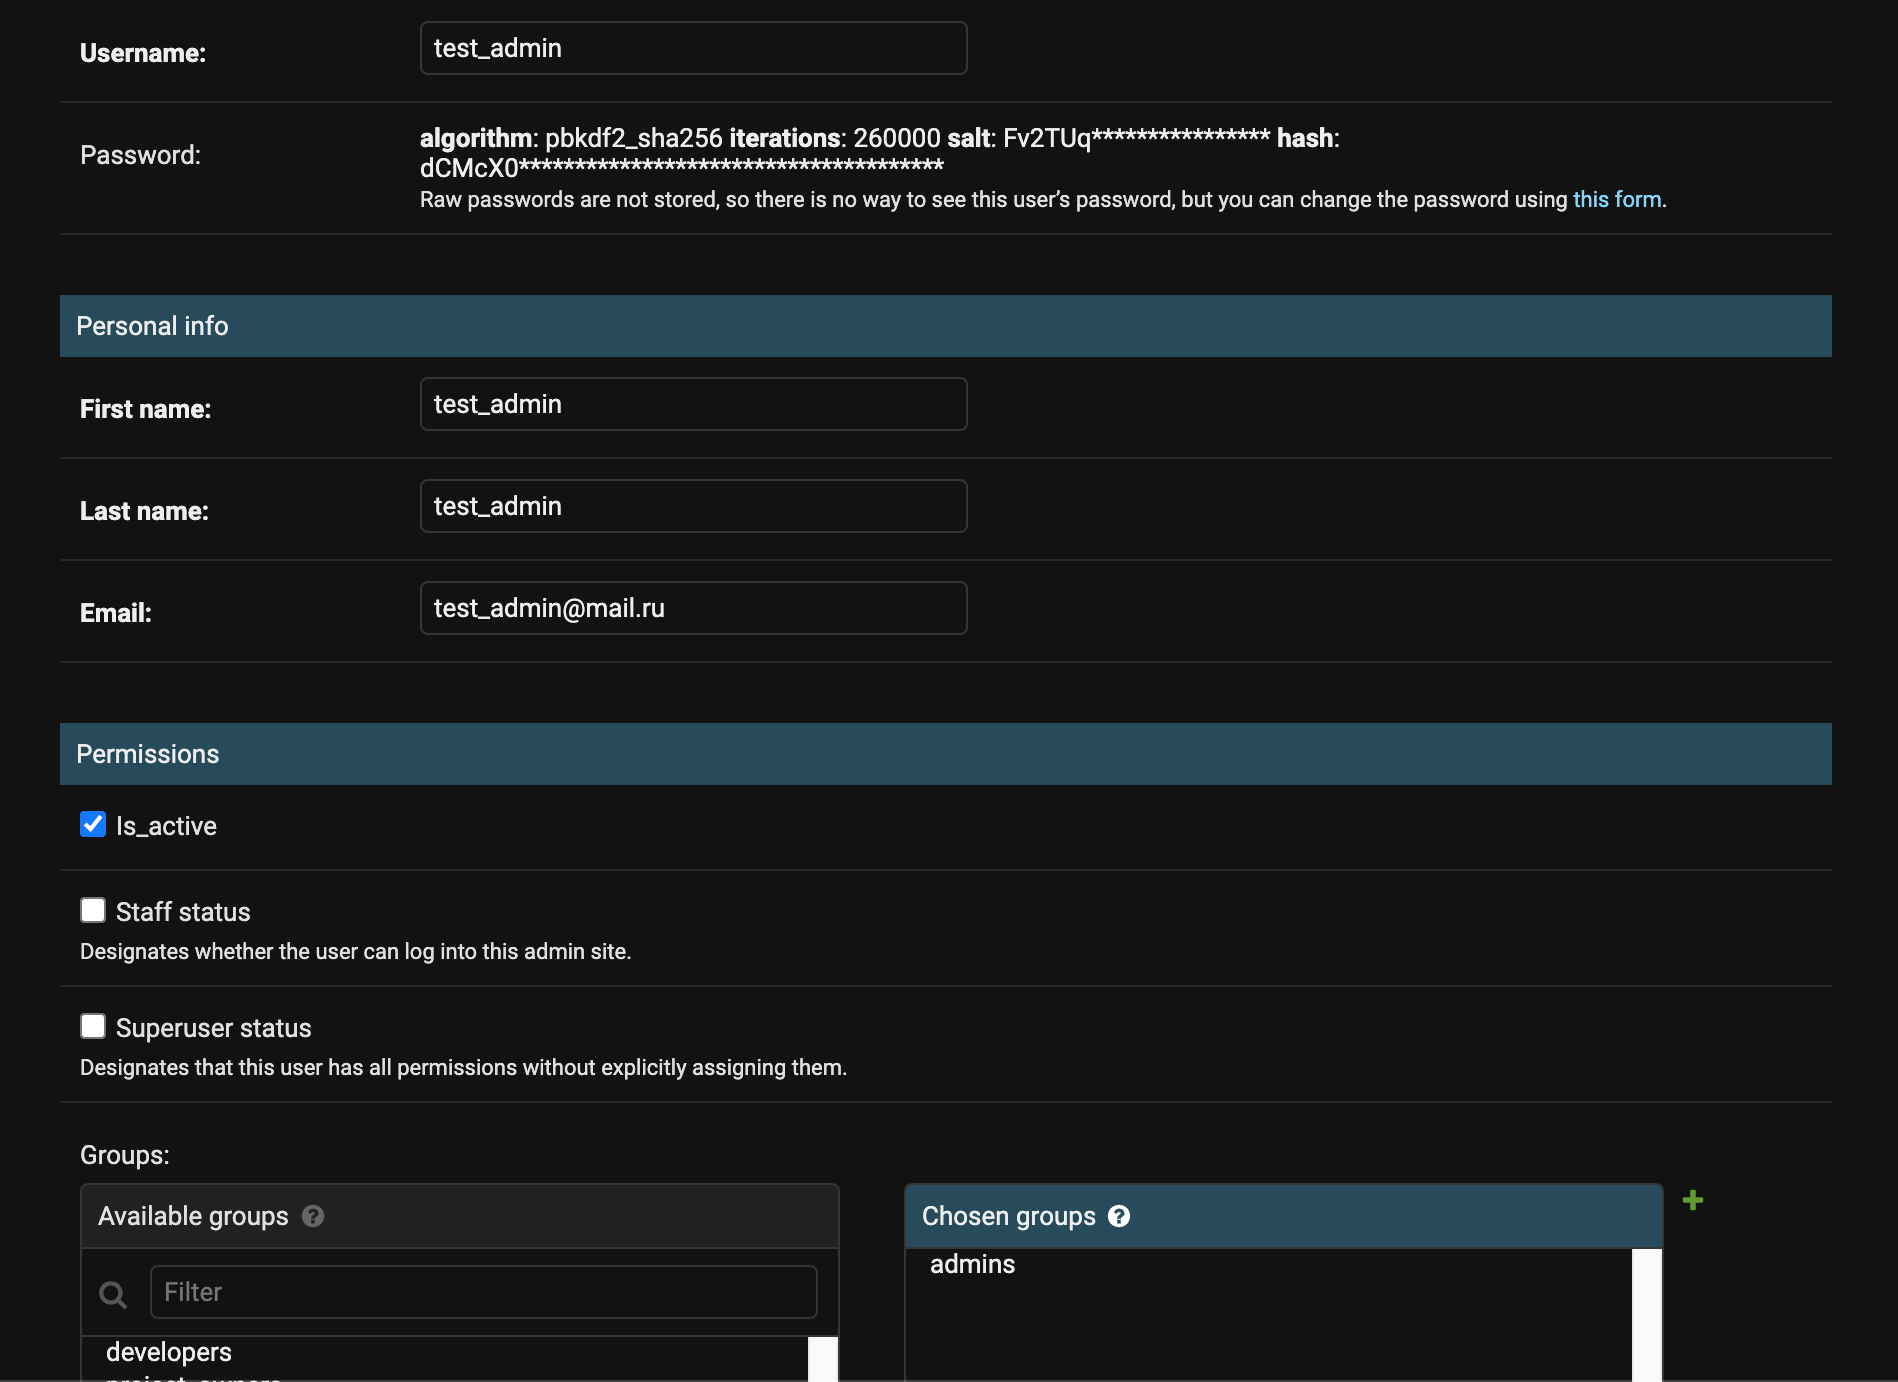 Username:
test_admin
Password:
algorithm: pbkdf2_sha256 iterations: 260000 salt: Fv2TUq**************** hash:
dCMcX0**************************************
Raw passwords are not stored, so there is no way to see this user’s password, but you can change the password using this form.
Personal info
First name:
test_admin
Last name:
test_admin
Email:
test_admin@mail.ru
Permissions
Is_active
Staff status
Designates whether the user can log into this admin site.
Superuser status
Designates that this user has all permissions without explicitly assigning them.
Groups:
Available groups ?
Filter
developers
Chosen groups ?
admins